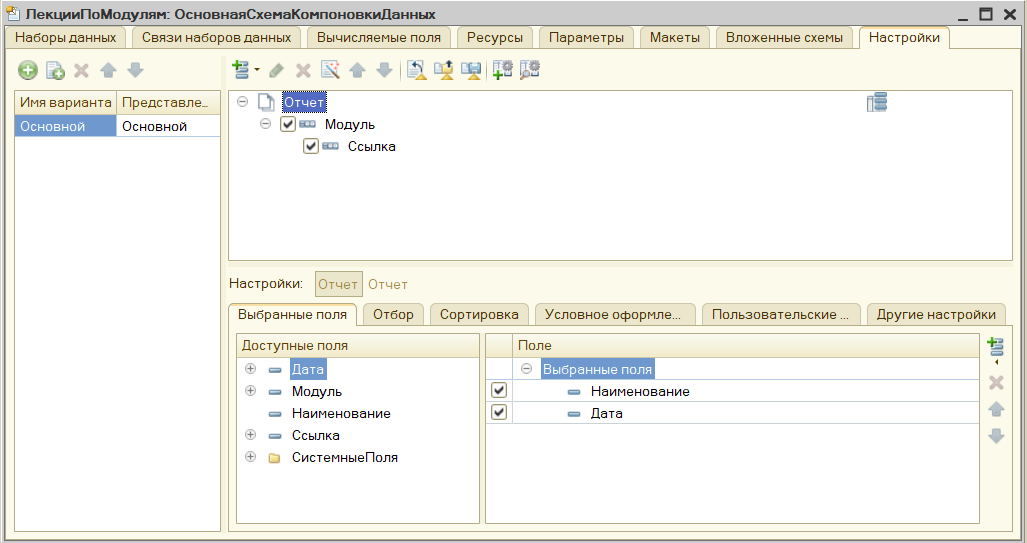 ЛекцииПоМодулям: ОсновнаяСхемаКомпоновкиДанных
Наборы данных Связи наборов данных Вычисляемые поля Ресурсы Параметры Макеты Вложенные схемы Настройки
Имя варианта Представле...
Основной Основной
Отчет
Модуль
Ссылка
Настройки: Отчет Отчет
Выбранные поля Отбор Сортировка Условное оформле... Пользовательские ... Другие настройки
Доступные поля Поле
Дата Выбранные поля
Модуль Наименование
Наименование Дата
Ссылка
СистемныеПоля